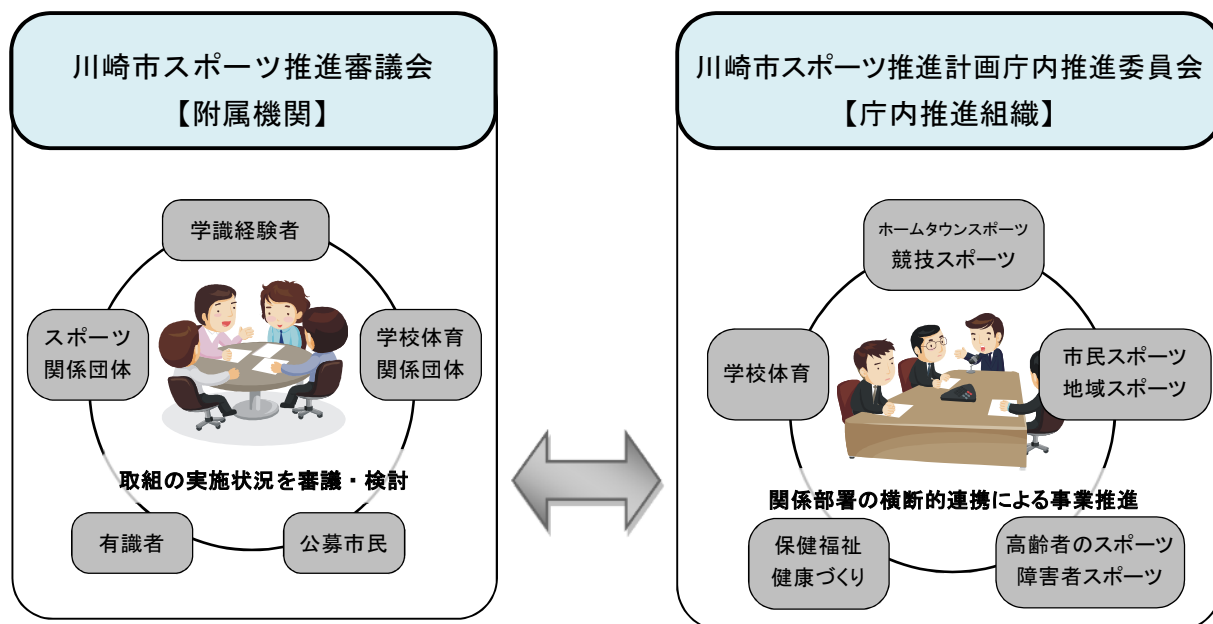 川崎市スポーツ推進審議会
【附属機関】
学識経験者
スポーツ
関係団体
学校体育
関係団体
取組の実施状況を審議・検討
有識者
公募市民
川崎市スポーツ推進計画庁内推進委員会
【庁内推進組織】
ホームタウンスポーツ
競技スポーツ
学校体育
市民スポーツ
地域スポーツ
関係部署の横断的連携による事業推進
保健福祉
健康づくり
高齢者のスポーツ
障害者スポーツ